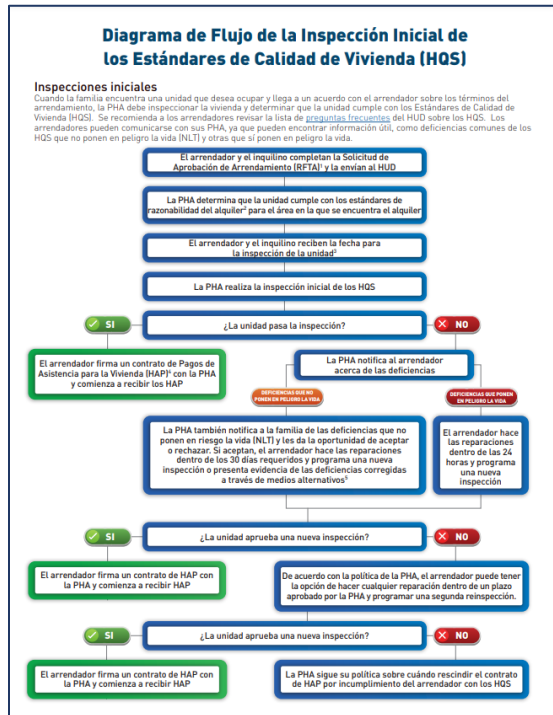 Diagrama de Flujo de la Inspección Inicial de
los Estándares de Calidad de Vivienda (HQS)
Inspecciones iniciales
Cuando la familia encuentra una unidad que desea ocupar y llega a un acuerdo con el arrendador sobre los términos del
arrendamiento, la PHA debe inspeccionar la vivienda y determinar que la unidad cumple con los Estándares de Calidad de
Vivienda (HQS). Se recomienda a los arrendadores revisar la lista de preguntas frecuentes del HUD sobre los HQS. Los
arrendadores pueden comunicarse con sus PHA, ya que pueden encontrar información útil, como deficiencias comunes de los
HQS que no ponen en peligro la vida (NLT) y otras que sí ponen en peligro la vida.
El arrendador y el inquilino completan la Solicitud de
Aprobación de Arrendamiento (RFTA)¹ y la envían al HUD
La PHA determina que la unidad cumple con los estándares de
razonabilidad del alquiler² para el área en la que se encuentra el alquiler
El arrendador y el inquilino reciben la fecha para
la inspección de la unidad³
La PHA realiza la inspección inicial de los HQS
SI
¿La unidad pasa la inspección?
NO
El arrendador firma un contrato de Pagos de
Asistencia para la Vivienda (HAP)⁴ con la PHA
y comienza a recibir los HAP
La PHA notifica al arrendador
acerca de las deficiencias
DEFICIENCIAS QUE NO
PONEN EN PELIGRO LA VIDA
DEFICIENCIAS QUE PONEN
EN PELIGRO LA VIDA
La PHA también notifica a la familia de las deficiencias que no
ponen en riesgo la vida (NLT) y les da la oportunidad de aceptar
o rechazar. Si aceptan, el arrendador hace las reparaciones
dentro de los 30 días requeridos y programa una nueva
inspección o presenta evidencia de las deficiencias corregidas
a través de medios alternativos⁵
El arrendador hace
las reparaciones
dentro de las 24
horas y programa
una nueva
inspección
SI
¿La unidad aprueba una nueva inspección?
NO
El arrendador firma un contrato de HAP con
la PHA y comienza a recibir HAP
De acuerdo con la política de la PHA, el arrendador puede tener
la opción de hacer cualquier reparación dentro de un plazo
aprobado por la PHA y programar una segunda reinspección.
SI
¿La unidad aprueba una nueva inspección?
NO
El arrendador firma un contrato de HAP con
la PHA y comienza a recibir HAP
La PHA sigue su política sobre cuándo rescindir el contrato
de HAP por incumplimiento del arrendador con los HQS